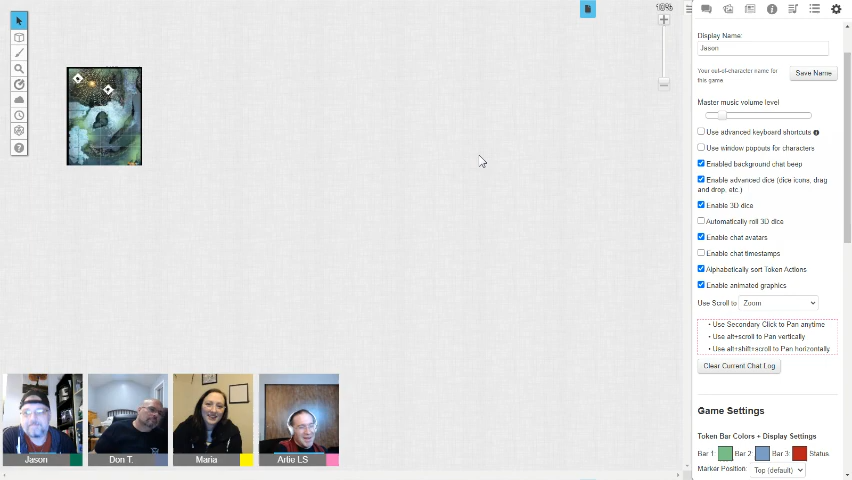 10%
Display Name:
Jason
Your out-of-character name for
this game
Save Name
Master music volume level
Use advanced keyboard shortcuts
Use window popouts for characters
Enabled background chat beep
Enable advanced dice (dice icons, drag
and drop, etc.)
Enable 3D dice
Automatically roll 3D dice
Enable chat avatars
Enable chat timestamps
Alphabetically sort Token Actions
Enable animated graphics
Use Scroll to Zoom
• Use Secondary Click to Pan anytime
• Use alt+scroll to Pan vertically
• Use alt+shift+scroll to Pan horizontally
Clear Current Chat Log
Game Settings
Token Bar Colors + Display Settings
Bar 1: Bar 2: Bar 3: Status
Marker Position: Top (default)
Jason
Don T.
Maria
Artie LS